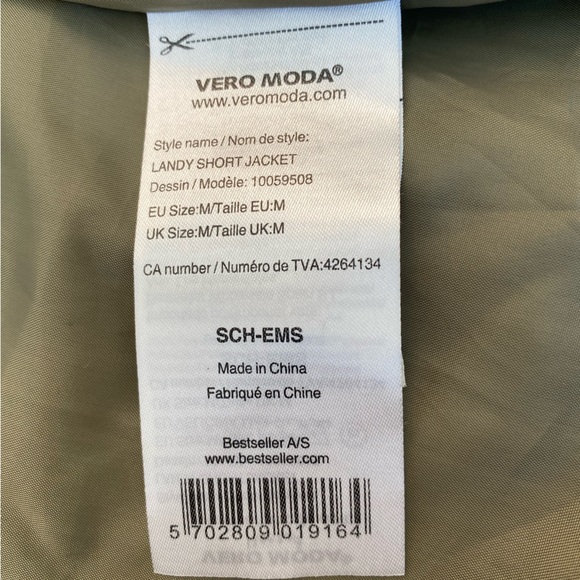 VERO MODA®
www.veromoda.com
Style name / Nom de style:
LANDY SHORT JACKET
Dessin / Modèle: 10059508
EU Size:M/Taille EU:M
UK Size:M/Taille UK:M
CA number / Numéro de TVA:4264134
SCH-EMS
Made in China
Fabriqué en Chine
Bestseller A/S
www.bestseller.com
5 702809 019164